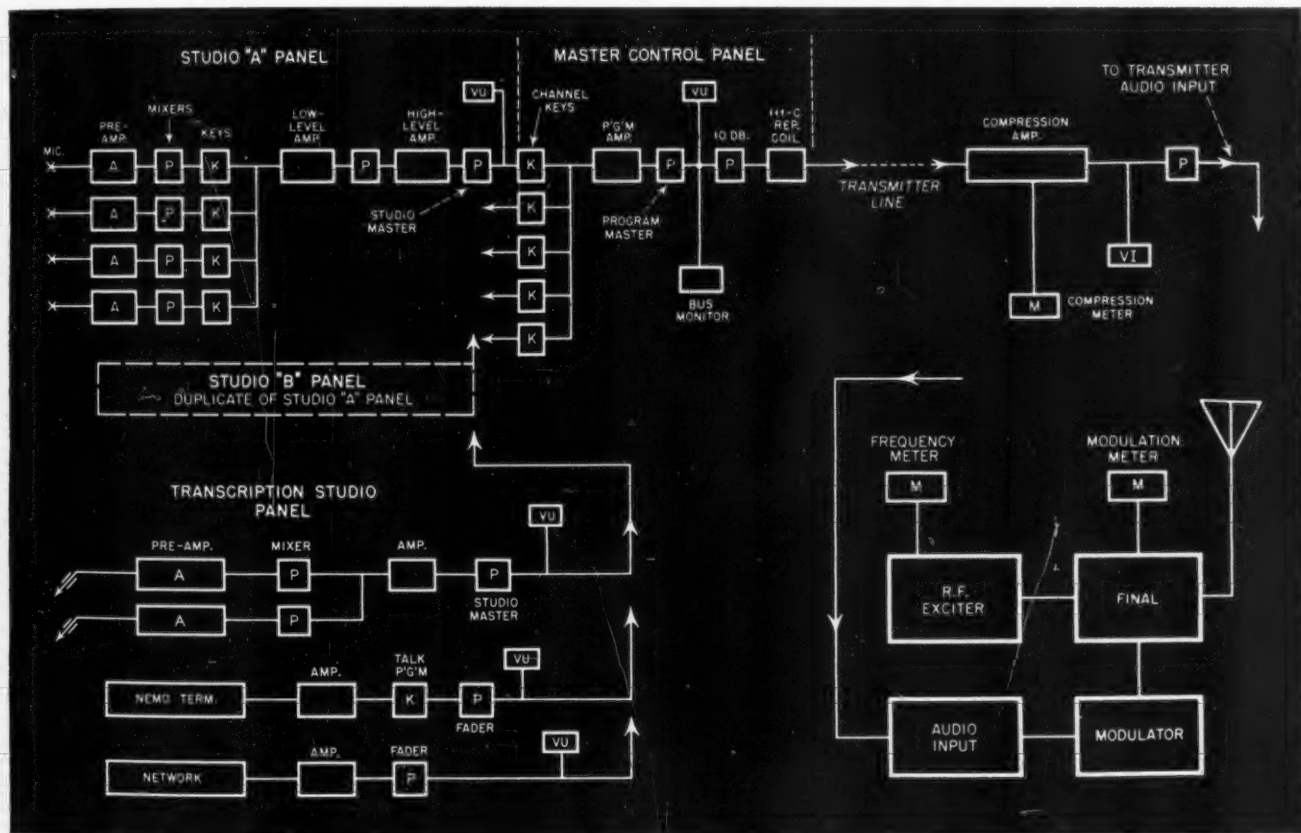 STUDIO "A" PANEL
MASTER CONTROL PANEL
VU
CHANNEL
KEYS
VU
TO TRANSMITTER
AUDIO INPUT
MIXERS
PRE-
AMP.
KEYS
LOW-
LEVEL
AMP.
HIGH-
LEVEL
AMP.
P'G'M
AMP.
10 DB.
111-C
REP.
COIL
COMPRESSION
AMP.
MIC.
A
P
K
P
P
K
P
P
P
TRANSMITTER
LINE
A
P
K
K
STUDIO
MASTER
PROGRAM
MASTER
A
P
K
K
VI
A
P
K
K
BUS
MONITOR
M
COMPRESSION
METER
K
STUDIO "B" PANEL
DUPLICATE OF STUDIO "A" PANEL
TRANSCRIPTION STUDIO
PANEL
VU
PRE-AMP.
MIXER
AMP.
A
P
P
STUDIO
MASTER
A
P
AMP.
TALK
P'G'M
VU
NEMO TERM.
K
P
FADER
AMP.
FADER
VU
NETWORK
P
FREQUENCY
METER
M
MODULATION
METER
M
R.F.
EXCITER
FINAL
AUDIO
INPUT
MODULATOR